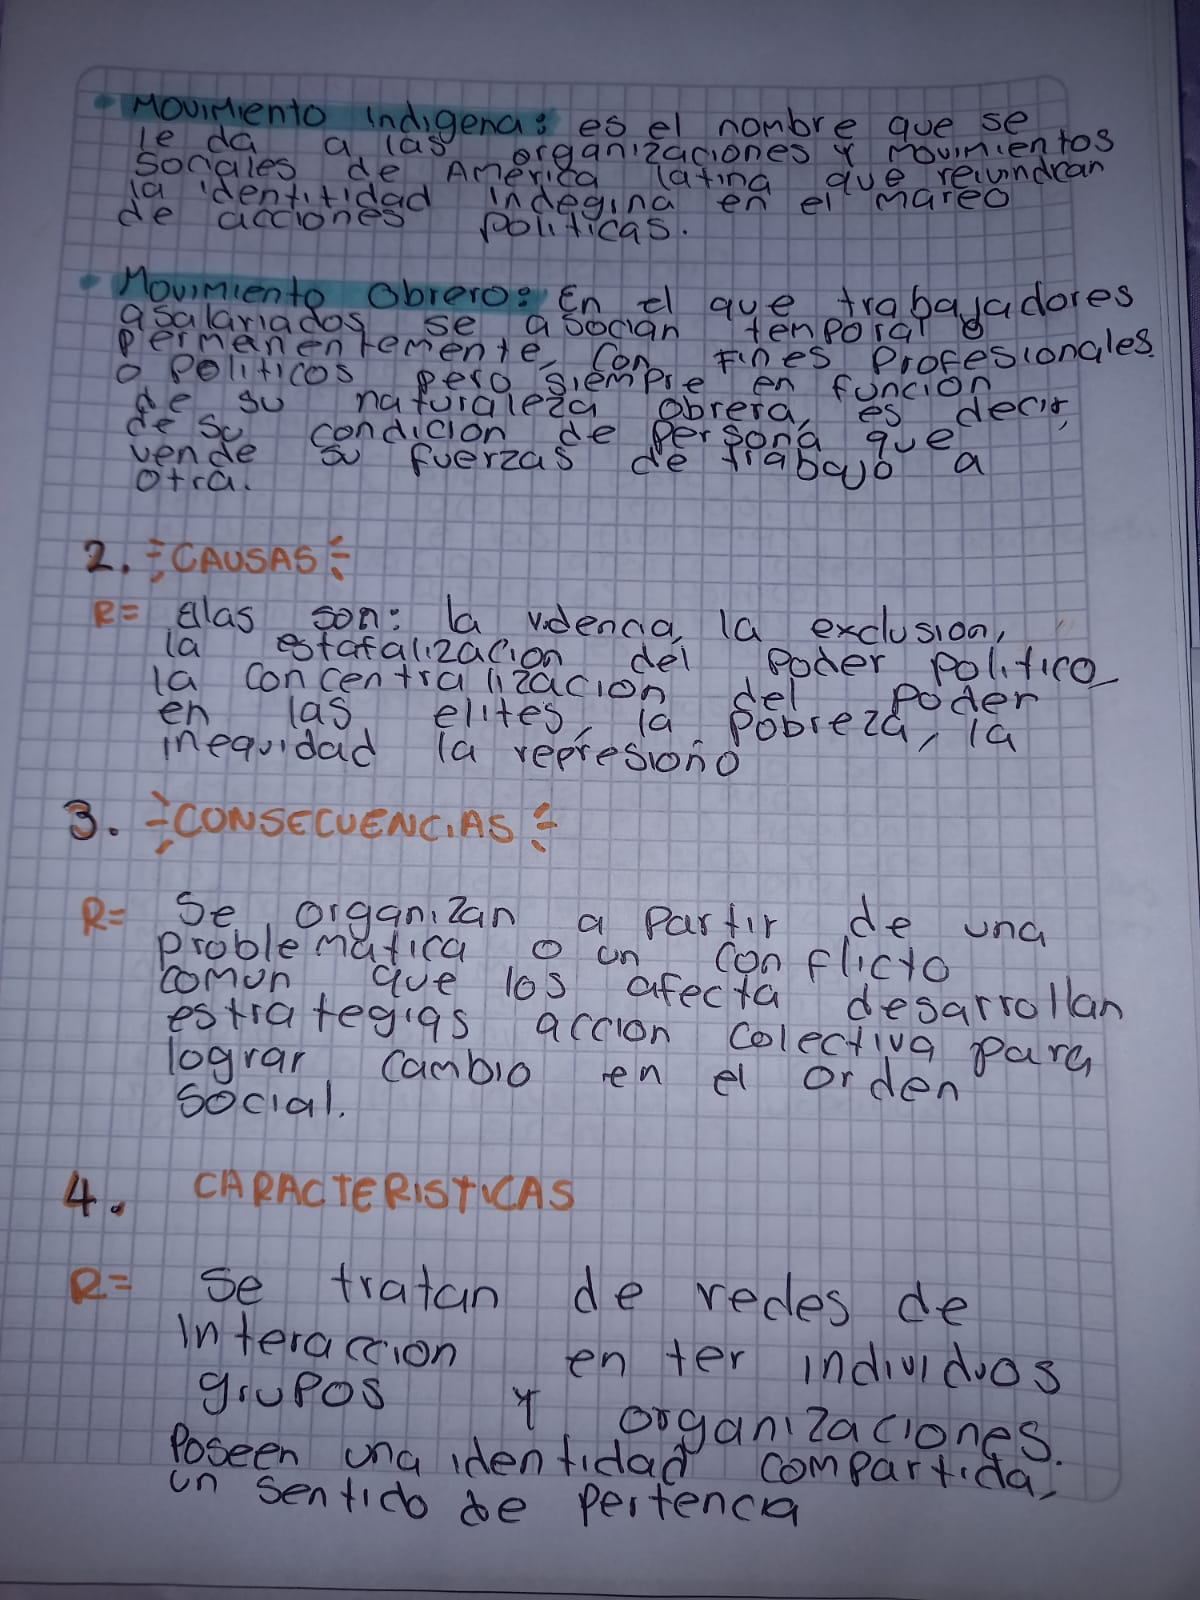 • Movimiento indigena: es el nombre que se
le da a las organizaciones y movimientos
Sociales de América latina que reivindican
la identitidad indegina en el mareo
de acciones politicas.
• Movimiento Obrero: En el que trabajadores
asalariados se asocian temporal o
permanentemente, con fines Profesionales
o politicos pero siempre en funcion
de su naturaleza obrera, es decir,
de su condicion de persona que
vende su fuerzas de trabajo a
otra.
2. CAUSAS
R= Ellas son: la videncia, la exclusion,
la estafalizacion del poder politico
la concentralizacion del poder
en las elites, la pobreza, la
inequidad la represiono
3. CONSECUENCIAS
R= Se organizan a partir de una
problematica o un conflicto
comun que los afecta desarrollan
estrategias accion colectiva para
lograr cambio en el orden
Social.
4. CARACTERISTICAS
R= Se tratan de redes de
interaccion en ter individuos
grupos y organizaciones.
Poseen una identidad compartida,
un sentido de pertencia